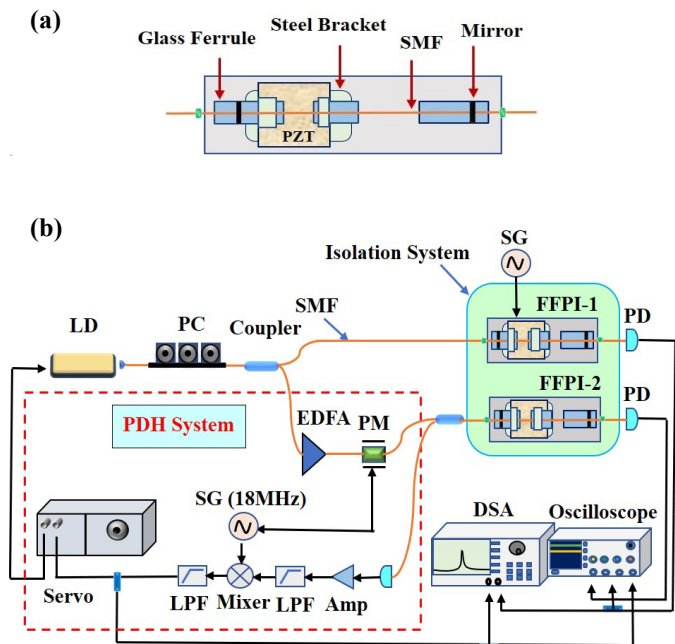 (a)
Glass Ferrule
Steel Bracket
SMF
Mirror
PZT
(b)
Isolation System
SG
FFPI-1
PD
LD
PC
Coupler
SMF
FFPI-2
PD
PDH System
EDFA
PM
SG (18MHz)
DSA
Oscilloscope
Servo
LPF
Mixer
LPF
Amp